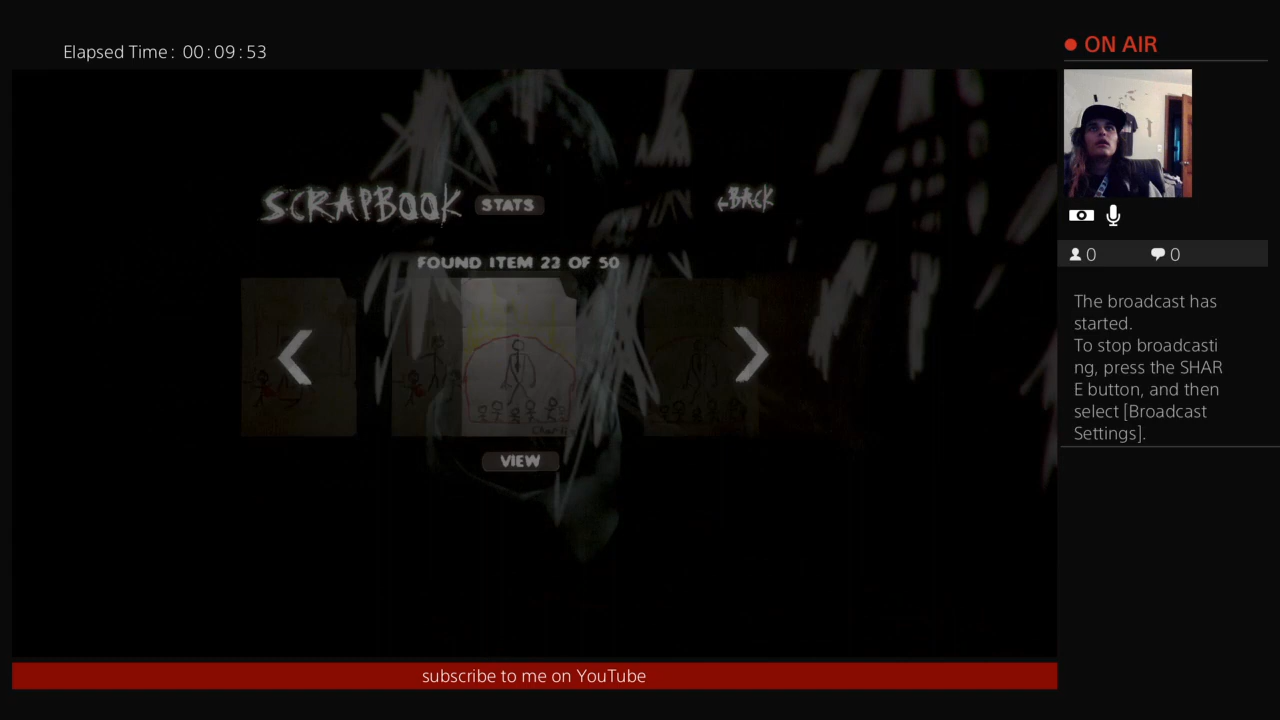 Elapsed Time: 00:09:53
ON AIR
SCRAPBOOK
STATS
←BACK
FOUND ITEM 23 OF 50
Charlie
VIEW
0
0
The broadcast has
started.
To stop broadcasti
ng, press the SHAR
E button, and then
select [Broadcast
Settings].
subscribe to me on YouTube